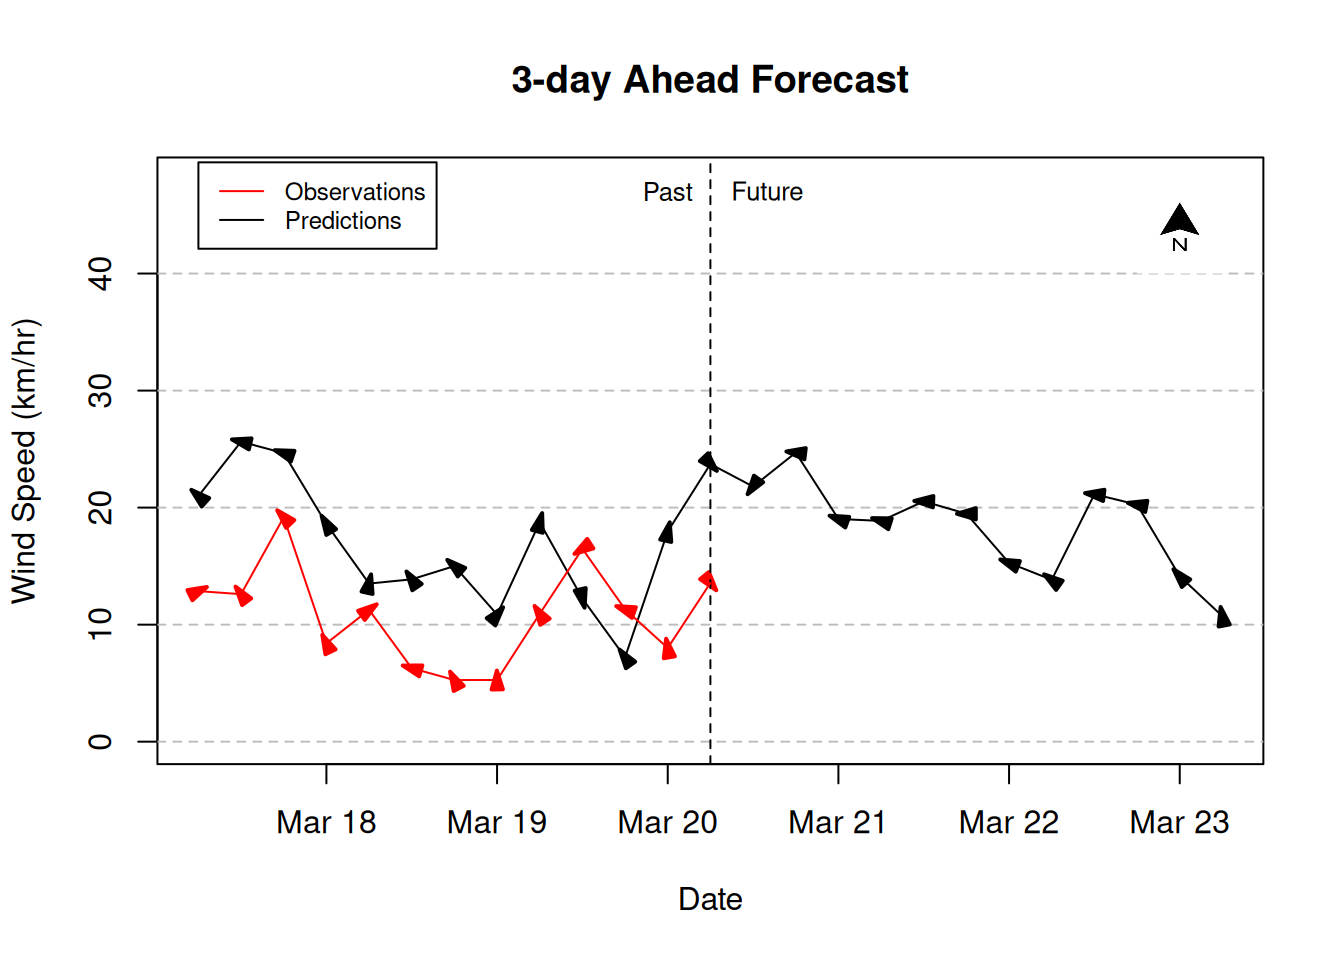 3-day Ahead Forecast
Observations
Predictions
Past
Future
N
Wind Speed (km/hr)
40
30
20
10
0
Mar 18
Mar 19
Mar 20
Mar 21
Mar 22
Mar 23
Date